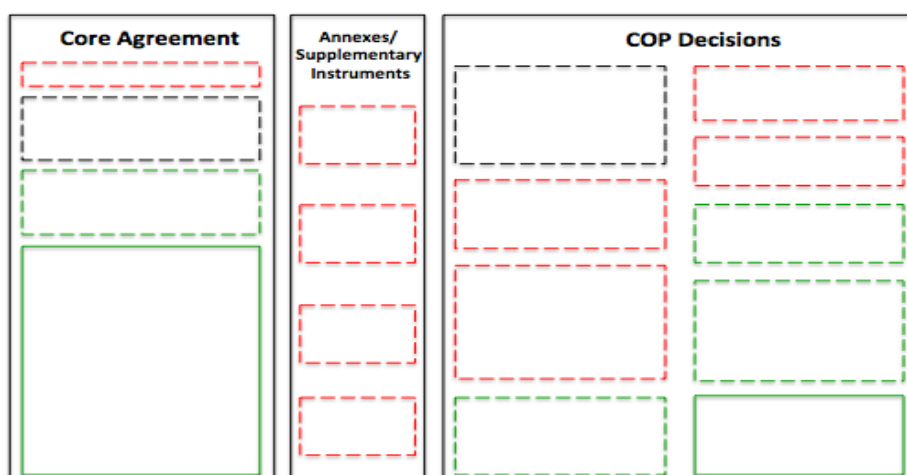 Core Agreement
Annexes/
Supplementary
Instruments
COP Decisions